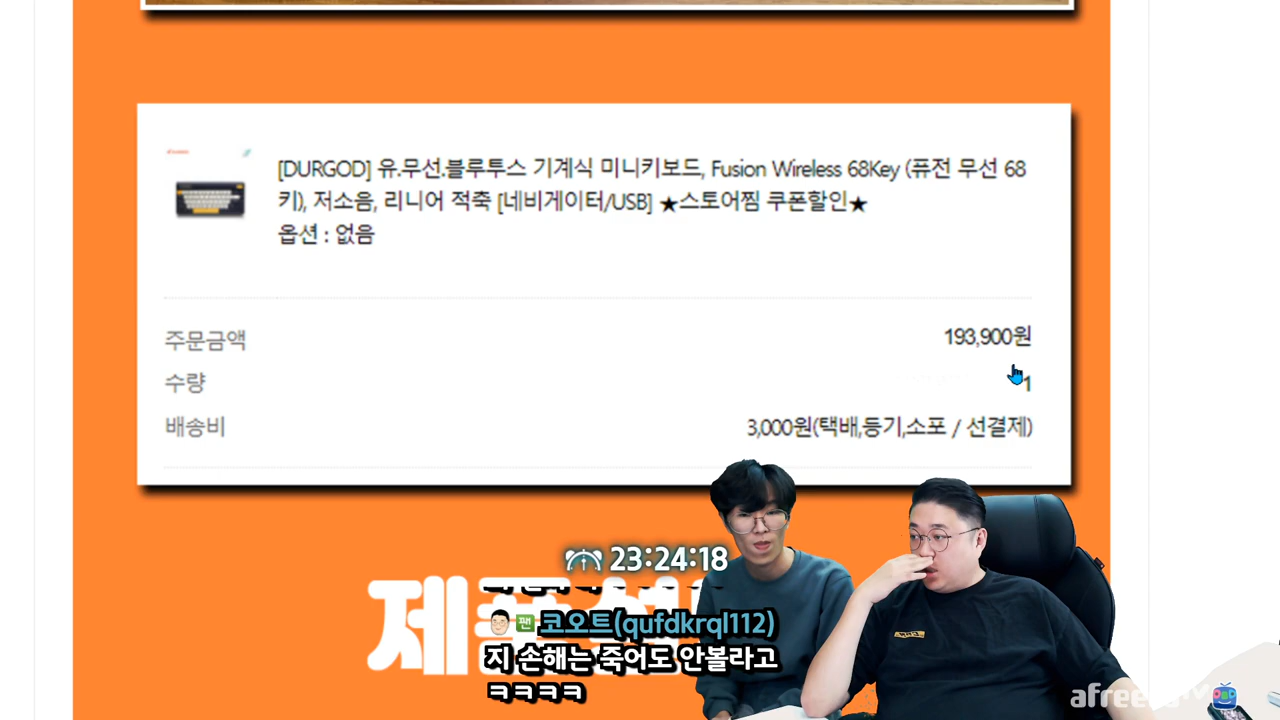 [DURGOD] 유.무선.블루투스 기계식 미니키보드, Fusion Wireless 68Key (퓨전 무선 68
키), 저소음, 리니어 적축 [네비게이터/USB] ★스토어찜 쿠폰할인★
옵션 : 없음
주문금액 193,900원
수량 1
배송비 3,000원(택배,등기,소포 / 선결제)
23:24:18
제품
팬 코오트(qufdkrql112)
지 손해는 죽어도 안볼라고
ㅋㅋㅋㅋ
afreecaTV